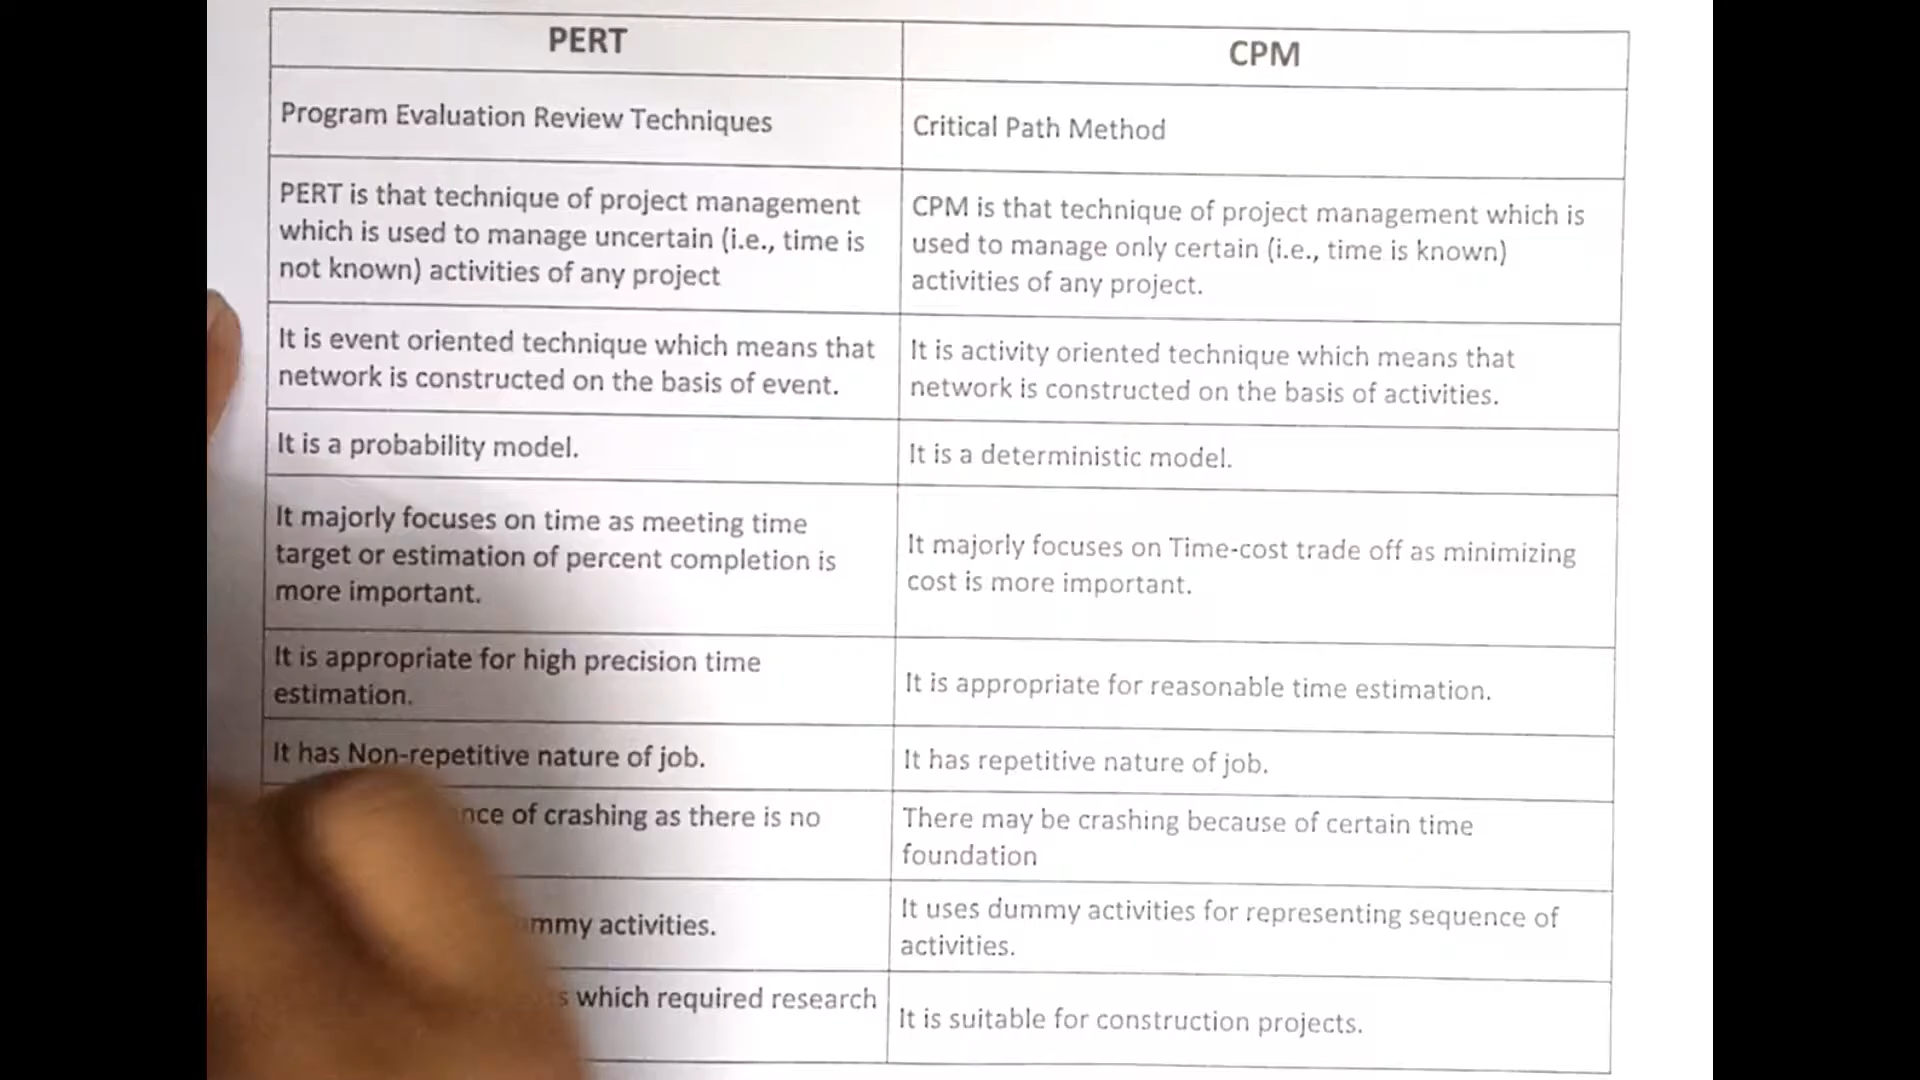 PERT
CPM
Program Evaluation Review Techniques
Critical Path Method
PERT is that technique of project management
which is used to manage uncertain (i.e., time is
not known) activities of any project
CPM is that technique of project management which is
used to manage only certain (i.e., time is known)
activities of any project.
It is event oriented technique which means that
network is constructed on the basis of event.
It is activity oriented technique which means that
network is constructed on the basis of activities.
It is a probability model.
It is a deterministic model.
It majorly focuses on time as meeting time
target or estimation of percent completion is
more important.
It majorly focuses on Time-cost trade off as minimizing
cost is more important.
It is appropriate for high precision time
estimation.
It is appropriate for reasonable time estimation.
It has Non-repetitive nature of job.
It has repetitive nature of job.
of crashing as there is no
There may be crashing because of certain time
foundation
activities.
It uses dummy activities for representing sequence of
activities.
which required research
It is suitable for construction projects.